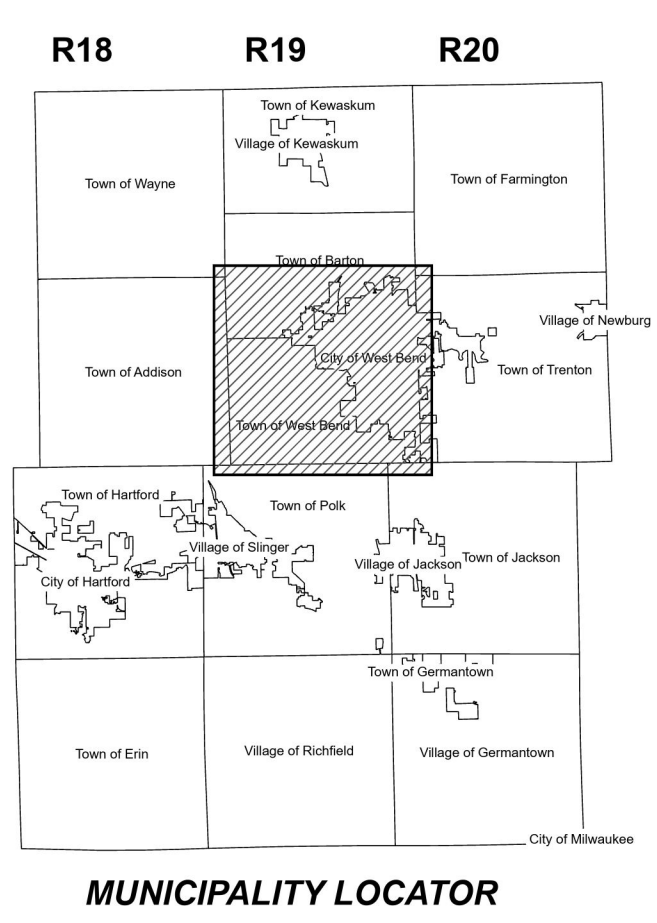 R18 R19 R20
Town of Kewaskum
Village of Kewaskum
Town of Wayne
Town of Farmington
Town of Barton
Village of Newburg
City of West Bend
Town of Addison
Town of Trenton
Town of West Bend
Town of Hartford
Town of Polk
Village of Slinger
Town of Jackson
Village of Jackson
City of Hartford
Town of Germantown
Town of Erin
Village of Richfield
Village of Germantown
City of Milwaukee
MUNICIPALITY LOCATOR